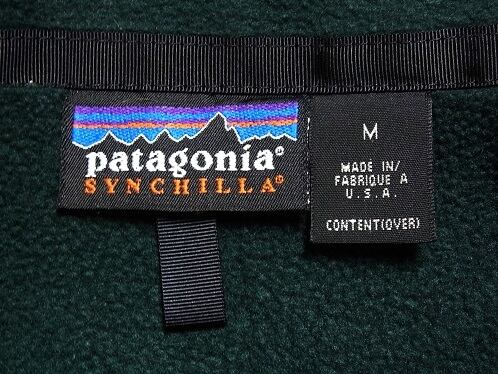 patagonia®
SYNCHILLA®
M
MADE IN/
FABRIQUE A
U.S.A.
CONTENT(OVER)